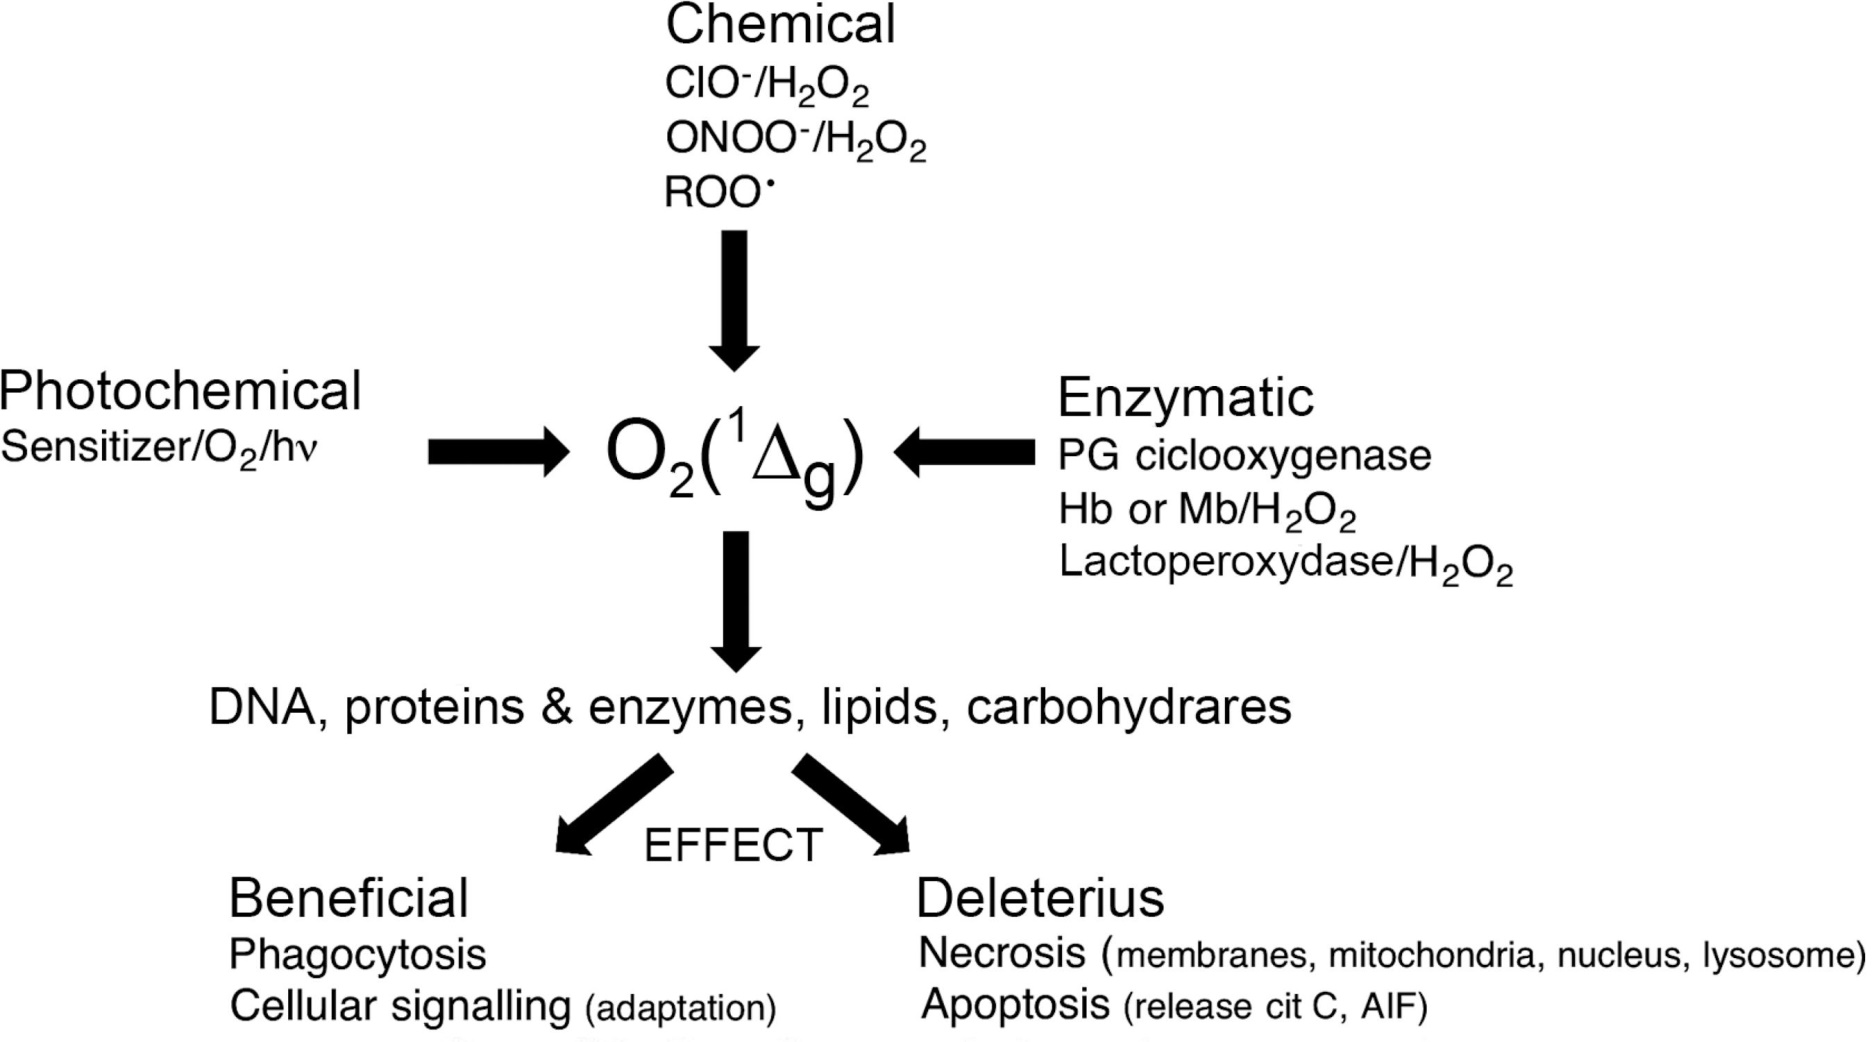 Chemical
ClO⁻/H₂O₂
ONOO⁻/H₂O₂
ROO•
Photochemical
Sensitizer/O₂/hν
O₂(¹Δg)
Enzymatic
PG ciclooxygenase
Hb or Mb/H₂O₂
Lactoperoxydase/H₂O₂
DNA, proteins & enzymes, lipids, carbohydrares
EFFECT
Beneficial
Phagocytosis
Cellular signalling (adaptation)
Deleterius
Necrosis (membranes, mitochondria, nucleus, lysosome)
Apoptosis (release cit C, AIF)